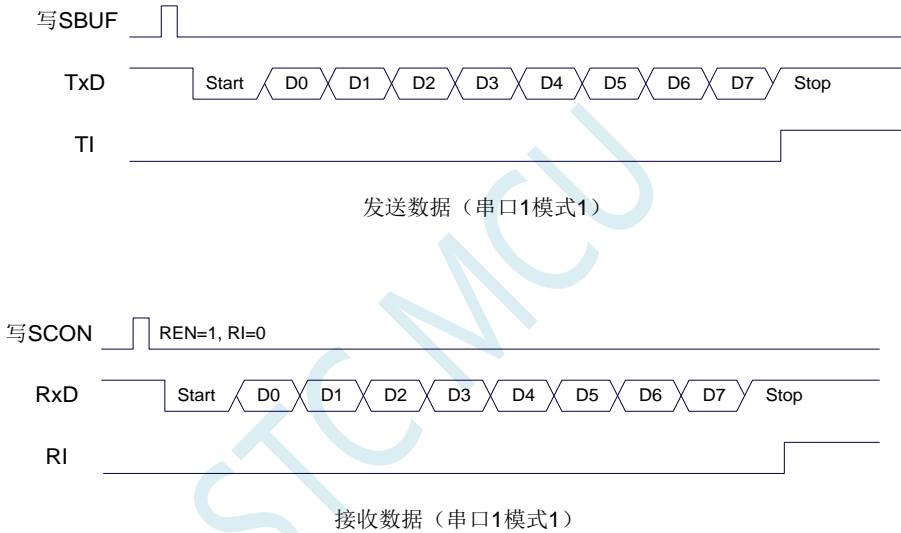 写SBUF
TxD Start D0 D1 D2 D3 D4 D5 D6 D7 Stop
TI
发送数据（串口1模式1）
STC MCU
写SCON REN=1, RI=0
RxD Start D0 D1 D2 D3 D4 D5 D6 D7 Stop
RI
接收数据（串口1模式1）